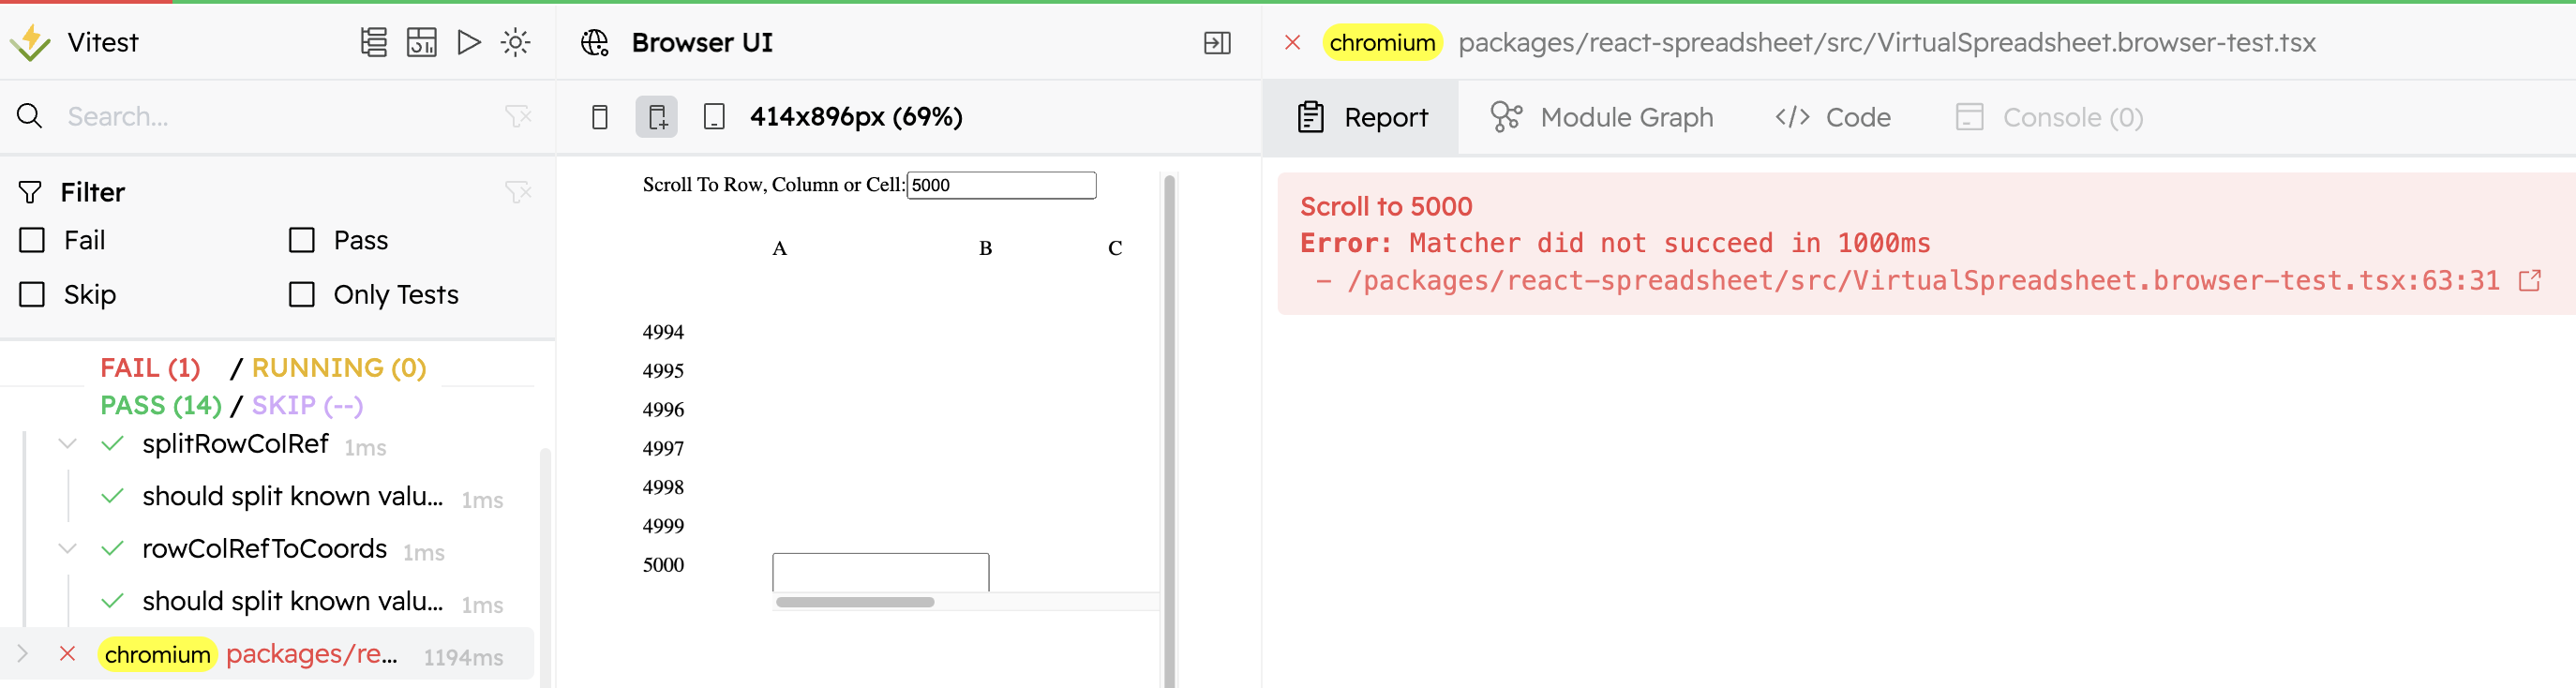 Vitest
Search...
Filter
Fail
Pass
Skip
Only Tests
FAIL (1) / RUNNING (0)
PASS (14) / SKIP (--)
splitRowColRef 1ms
should split known valu... 1ms
rowColRefToCoords 1ms
should split known valu... 1ms
chromium packages/re... 1194ms
Browser UI
414x896px (69%)
Scroll To Row, Column or Cell: 5000
A B C
4994
4995
4996
4997
4998
4999
5000
chromium packages/react-spreadsheet/src/VirtualSpreadsheet.browser-test.tsx
Report
Module Graph
Code
Console (0)
Scroll to 5000
Error: Matcher did not succeed in 1000ms
– /packages/react-spreadsheet/src/VirtualSpreadsheet.browser-test.tsx:63:31